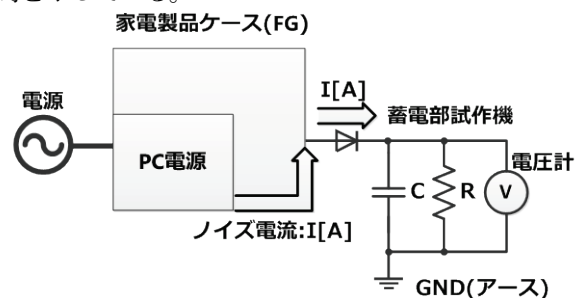 家電製品ケース(FG)
I[A]
電源
蓄電部試作機
PC電源
電圧計
C
R
V
ノイズ電流:I[A]
GND(アース)